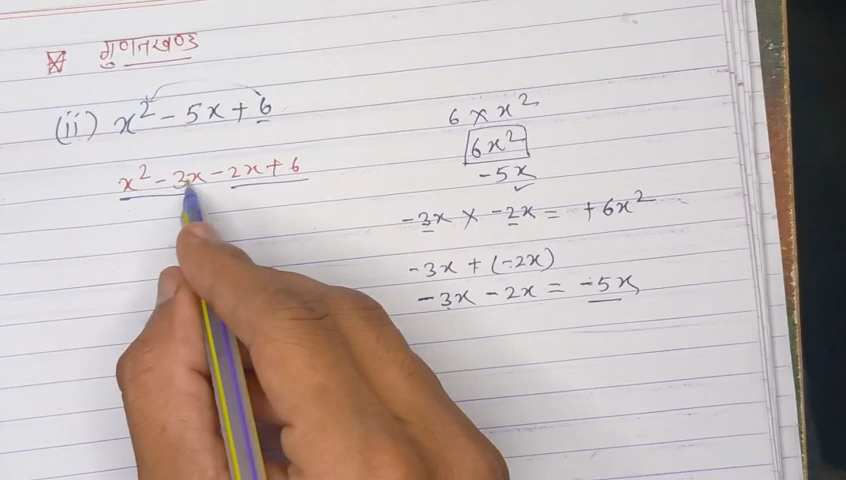 गुणनखण्ड
(ii) x² - 5x + 6
x² - 3x - 2x + 6
6 × x²
6x²
-5x
-3x × -2x = +6x²
-3x + (-2x)
-3x - 2x = -5x